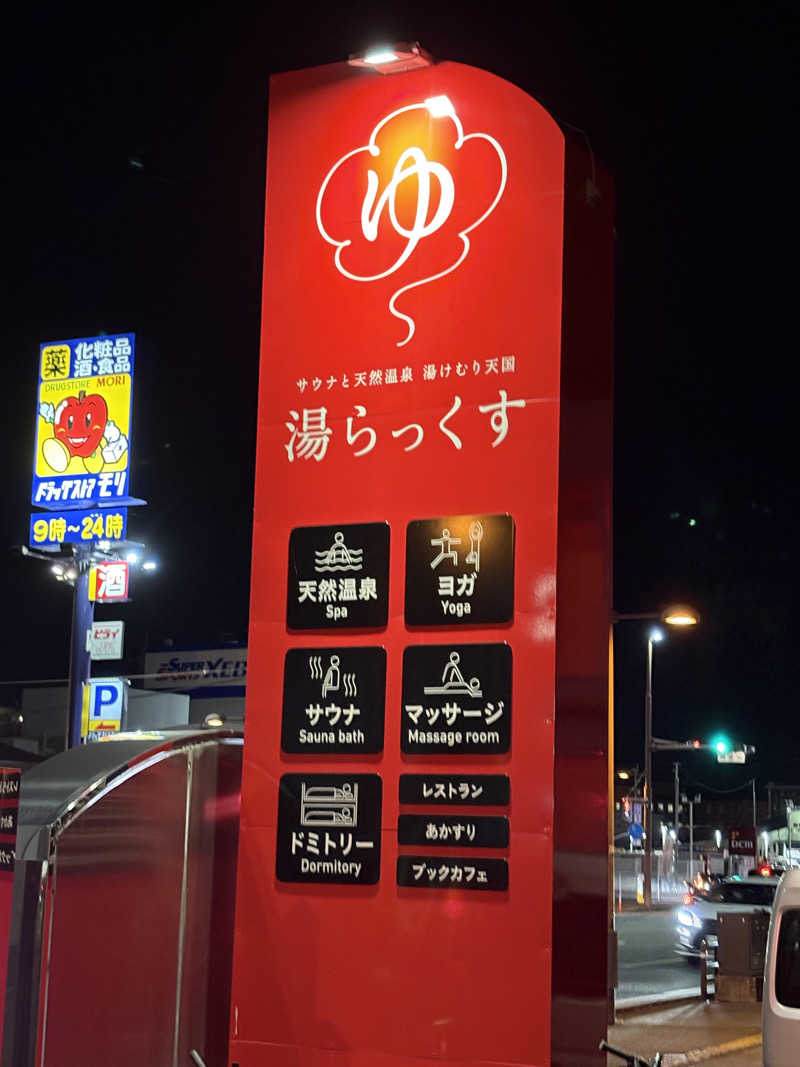 ゆ
サウナと天然温泉 湯けむり天国
湯らっくす
天然温泉
Spa
ヨガ
Yoga
サウナ
Sauna bath
マッサージ
Massage room
ドミトリー
Dormitory
レストラン
あかすり
ブックカフェ
薬
化粧品
酒・食品
DRUGSTORE MORI
ドラッグストア モリ
9時~24時
酒
P
SUPER
SPORTS
XEB
DCM